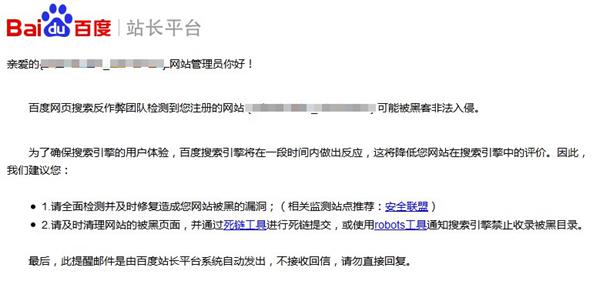 Bai du 百度 站长平台
亲爱的 网站管理员你好！
百度网页搜索反作弊团队检测到您注册的网站 可能被黑客非法入侵。
为了确保搜索引擎的用户体验，百度搜索引擎将在一段时间内做出反应，这将降低您网站在搜索引擎中的评价。因此，
我们建议您：
1.请全面检测并及时修复造成您网站被黑的漏洞；（相关监测站点推荐：安全联盟）
2.请及时清理网站的被黑页面，并通过死链工具进行死链提交，或使用robots工具通知搜索引擎禁止收录被黑目录。
最后，此提醒邮件是由百度站长平台系统自动发出，不接收回信，请勿直接回复。